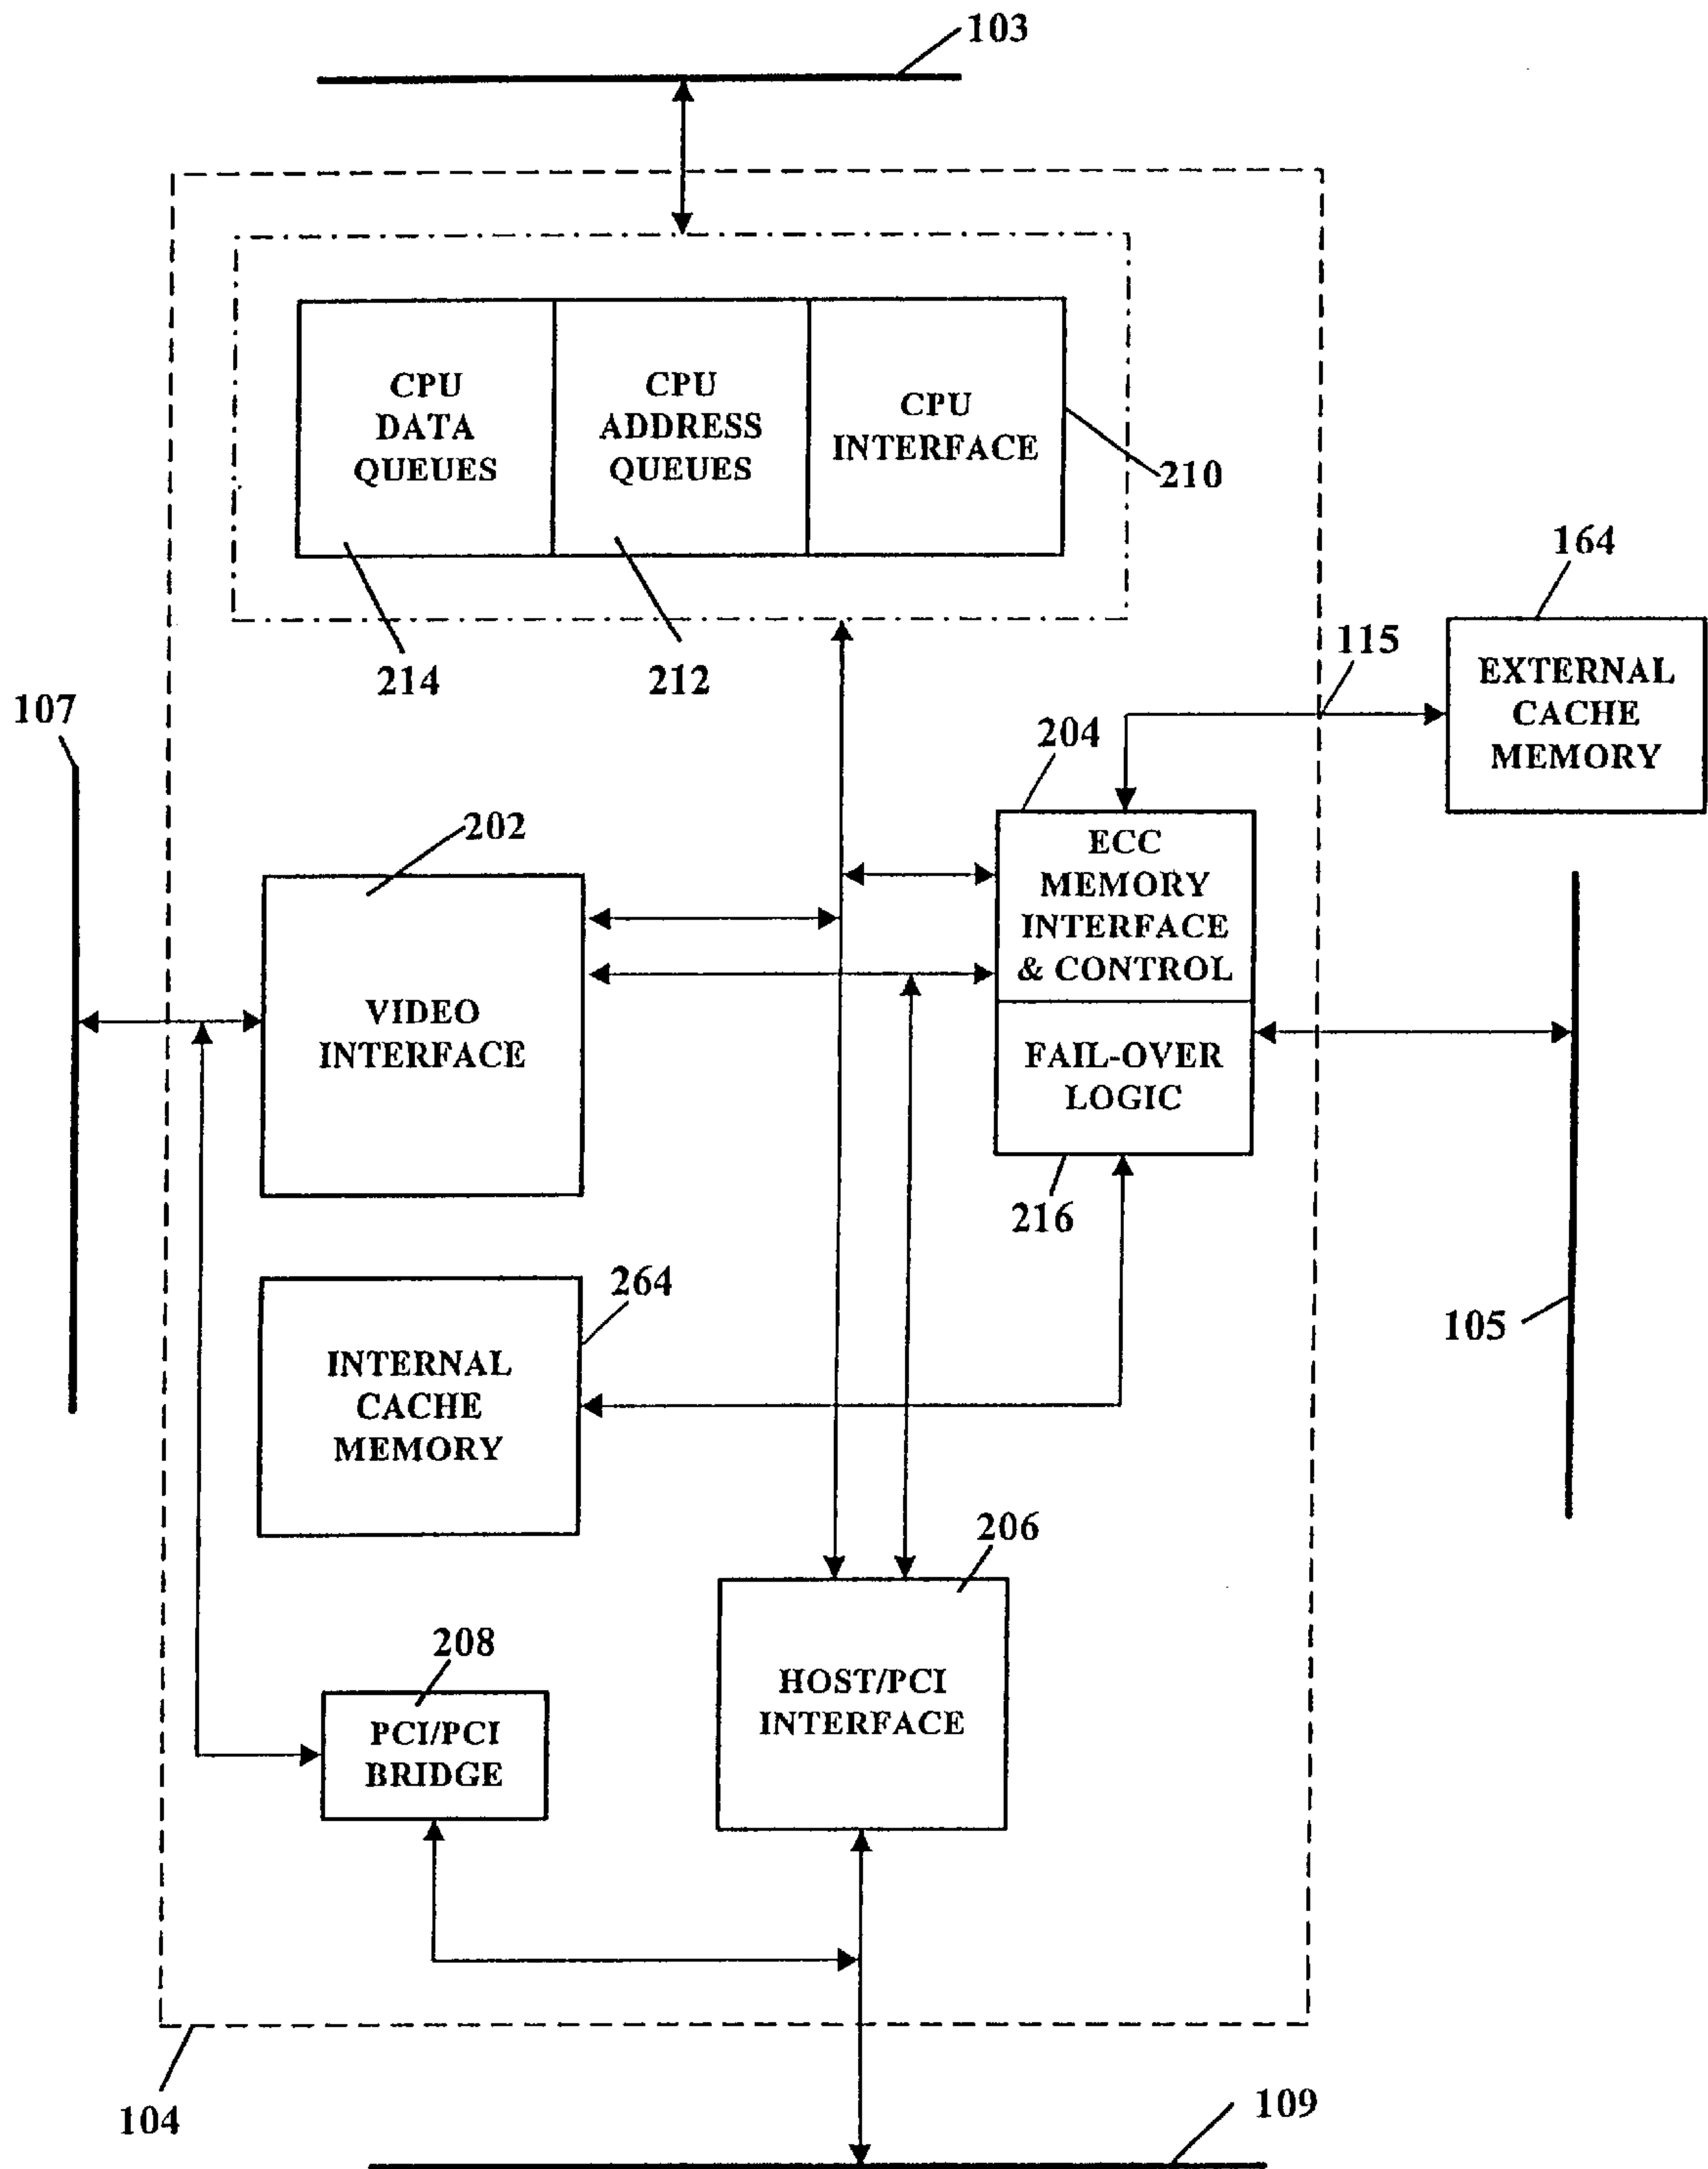 103
CPU
DATA
QUEUES
CPU
ADDRESS
QUEUES
CPU
INTERFACE
210
214
212
164
115
EXTERNAL
CACHE
MEMORY
107
204
202
ECC
MEMORY
INTERFACE
& CONTROL
VIDEO
INTERFACE
FAIL-OVER
LOGIC
216
264
105
INTERNAL
CACHE
MEMORY
206
208
HOST/PCI
INTERFACE
PCI/PCI
BRIDGE
104
109